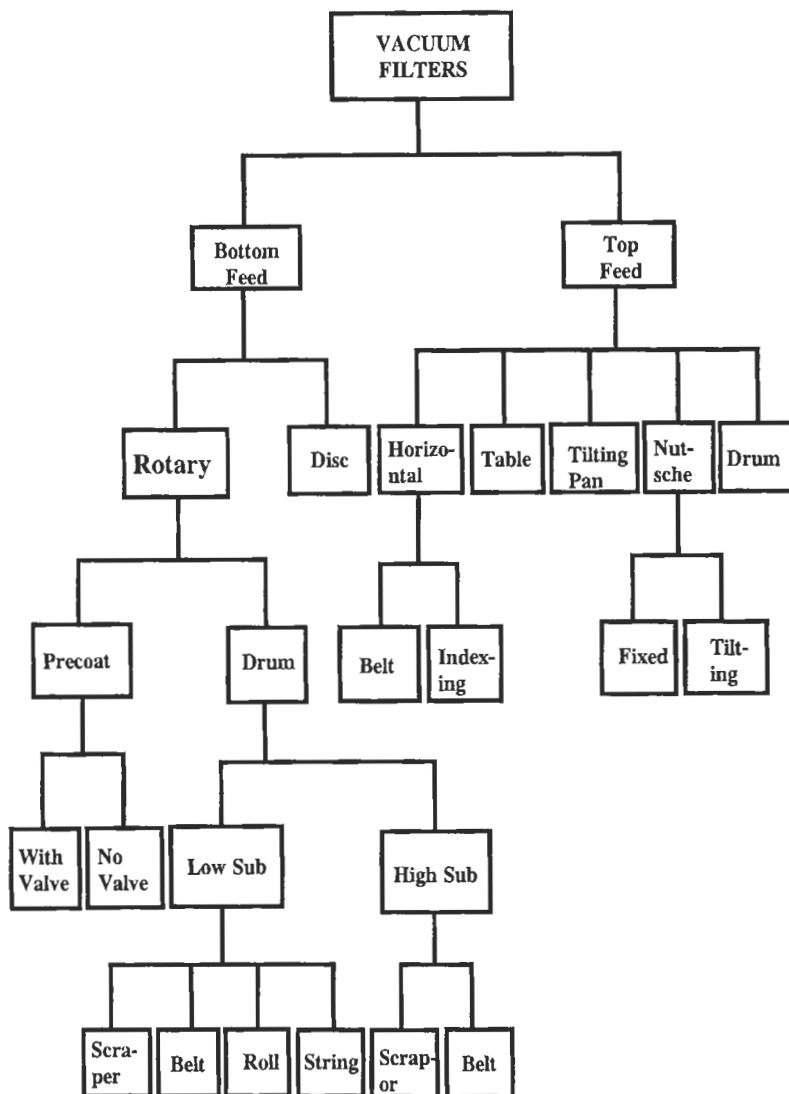 VACUUM
FILTERS
Bottom
Feed
Top
Feed
Rotary
Disc
Horizo-
ntal
Table
Tilting
Pan
Nut-
sche
Drum
Precoat
Drum
Belt
Index-
ing
Fixed
Tilt-
ing
With
Valve
No
Valve
Low Sub
High Sub
Scra-
per
Belt
Roll
String
Scrap-
or
Belt